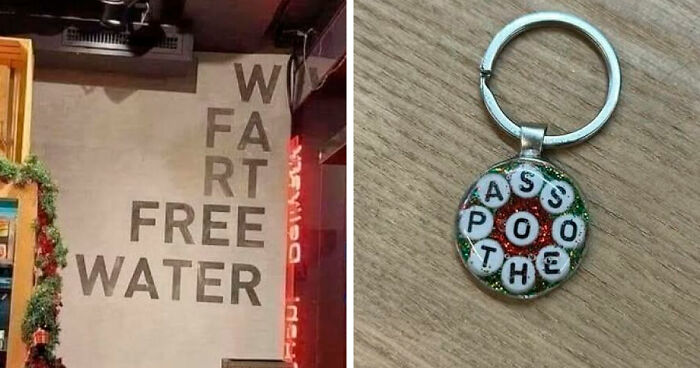 W
FA
RT
FREE
WATER
ASS
POO
THE